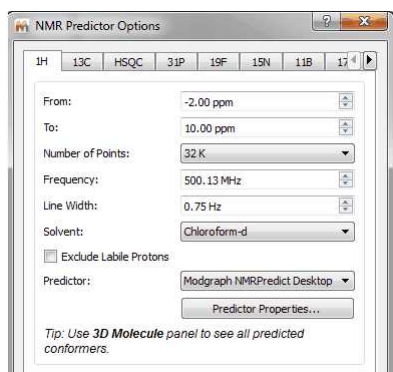 NMR Predictor Options
1H 13C HSQC 31P 19F 15N 11B 17
From: -2.00 ppm
To: 10.00 ppm
Number of Points: 32 K
Frequency: 500.13 MHz
Line Width: 0.75 Hz
Solvent: Chloroform-d
Exclude Labile Protons
Predictor: Modgraph NMRPredict Desktop
Predictor Properties...
Tip: Use 3D Molecule panel to see all predicted
conformers.